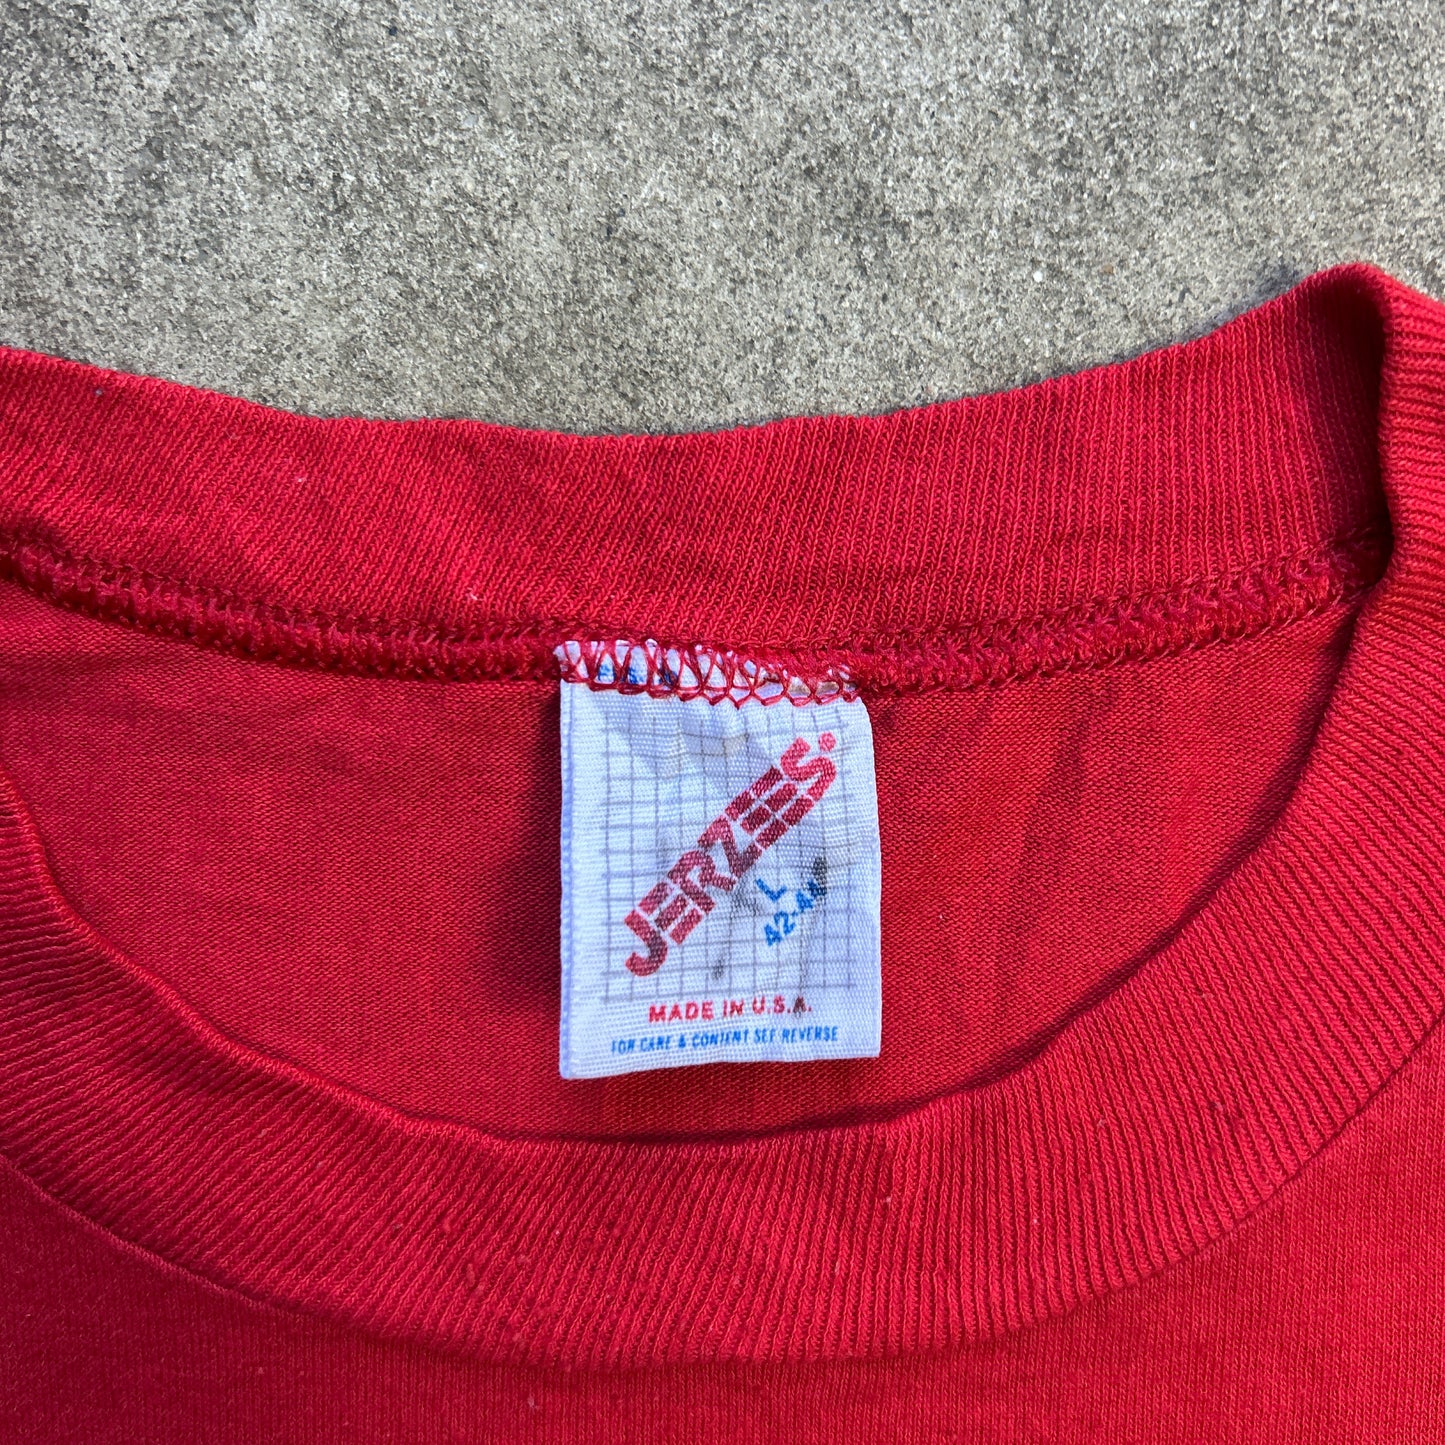 JERZEES
L
42-44
MADE IN U.S.A.
FOR CARE & CONTENT SEE REVERSE